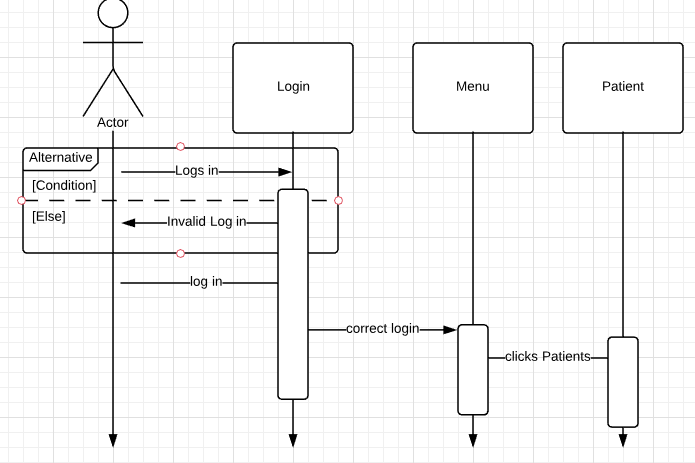 Actor
Login
Menu
Patient
Alternative
[Condition]
[Else]
Logs in
Invalid Log in
log in
correct login
clicks Patients